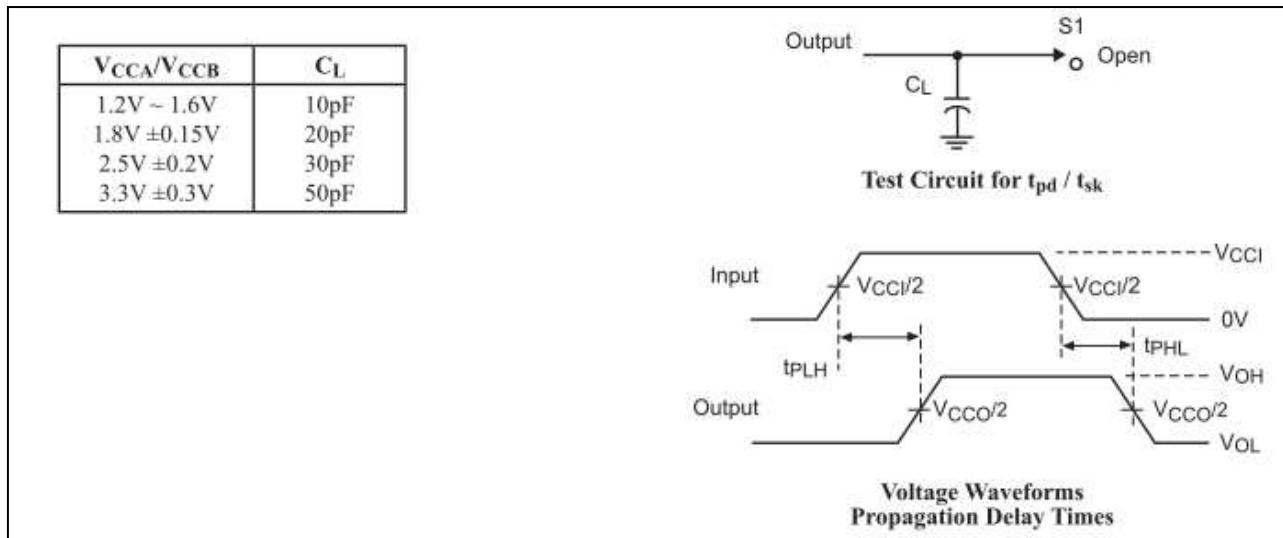 VCCA/VCCB CL
1.2V ~ 1.6V 10pF
1.8V ±0.15V 20pF
2.5V ±0.2V 30pF
3.3V ±0.3V 50pF
S1
Output
Open
CL
Test Circuit for tpd / tsk
VCCI
Input
VCCI/2
VCCI/2
0V
tPLH
tPHL
VOH
Output
VCCO/2
VCCO/2
VOL
Voltage Waveforms
Propagation Delay Times